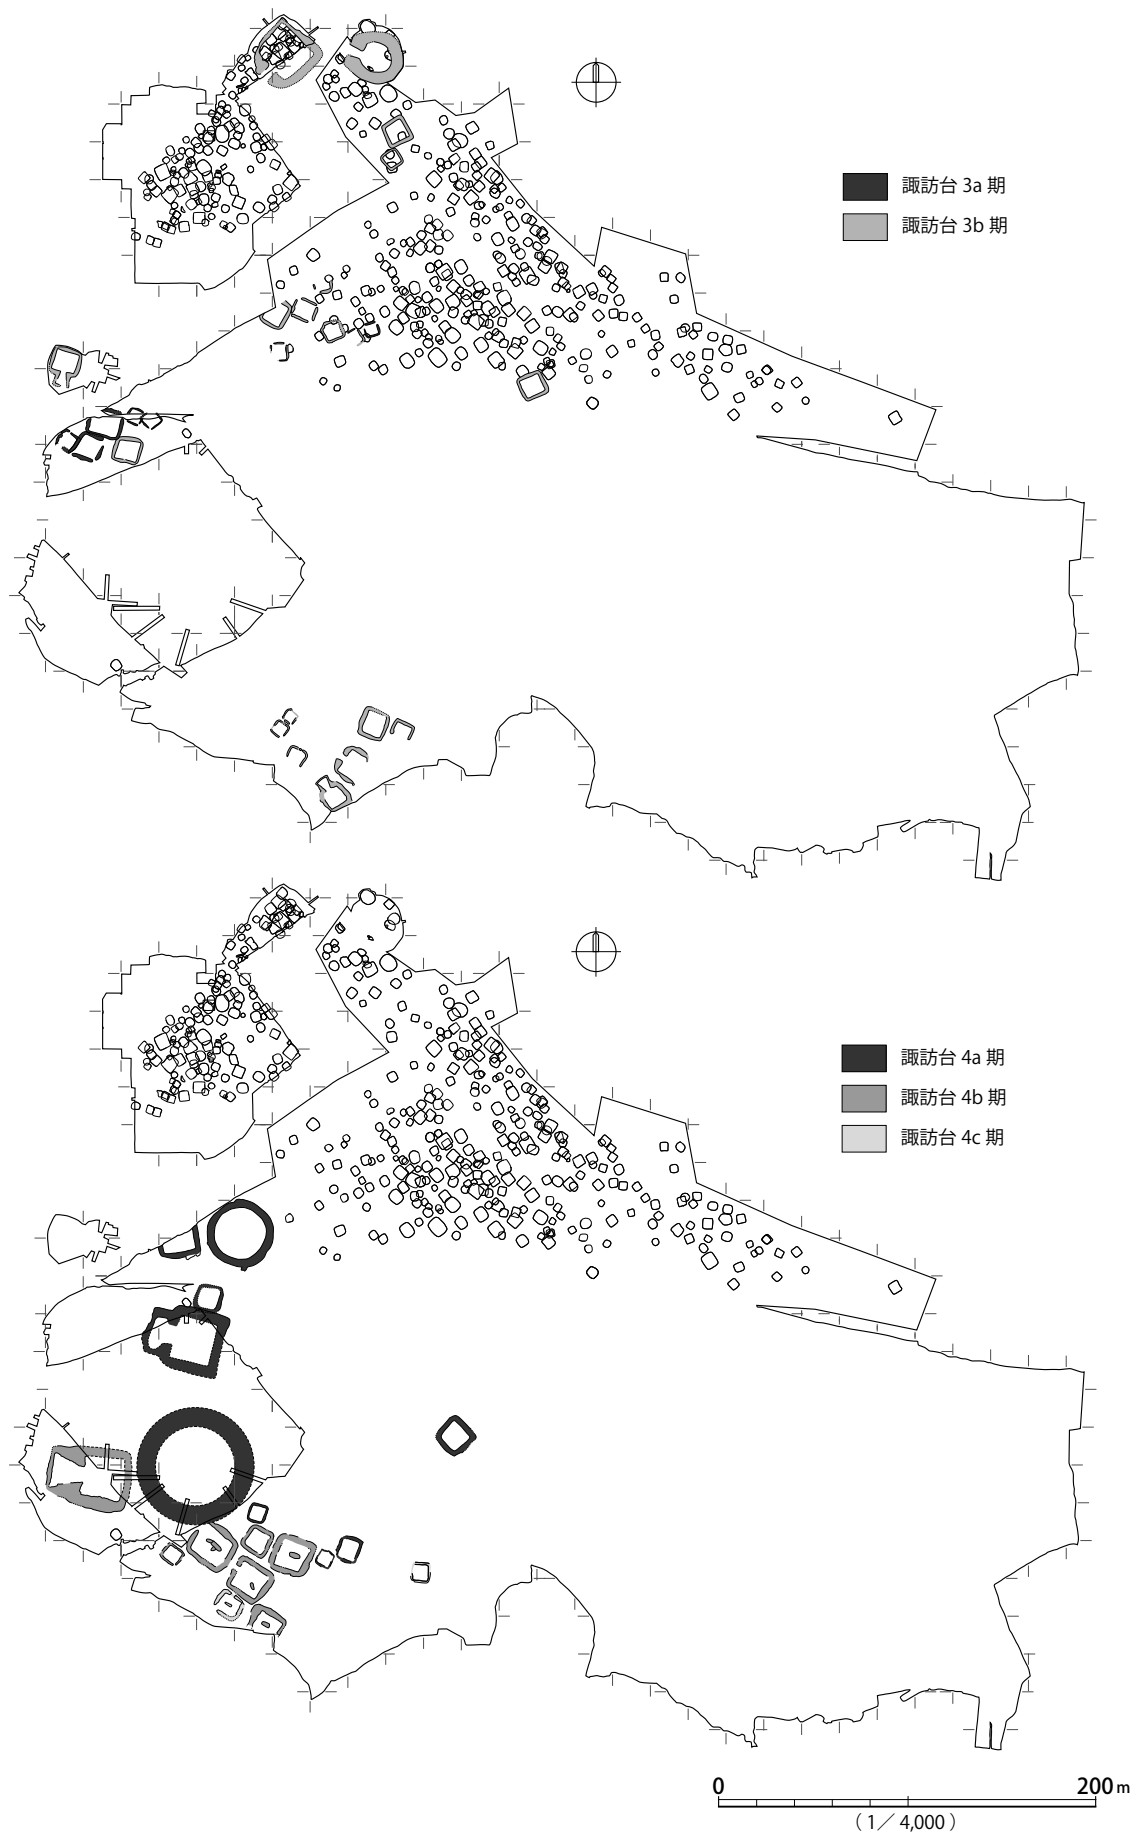 諏訪台 3a 期
諏訪台 3b 期
諏訪台 4a 期
諏訪台 4b 期
諏訪台 4c 期
0 200 m
（ 1／ 4,000 ）